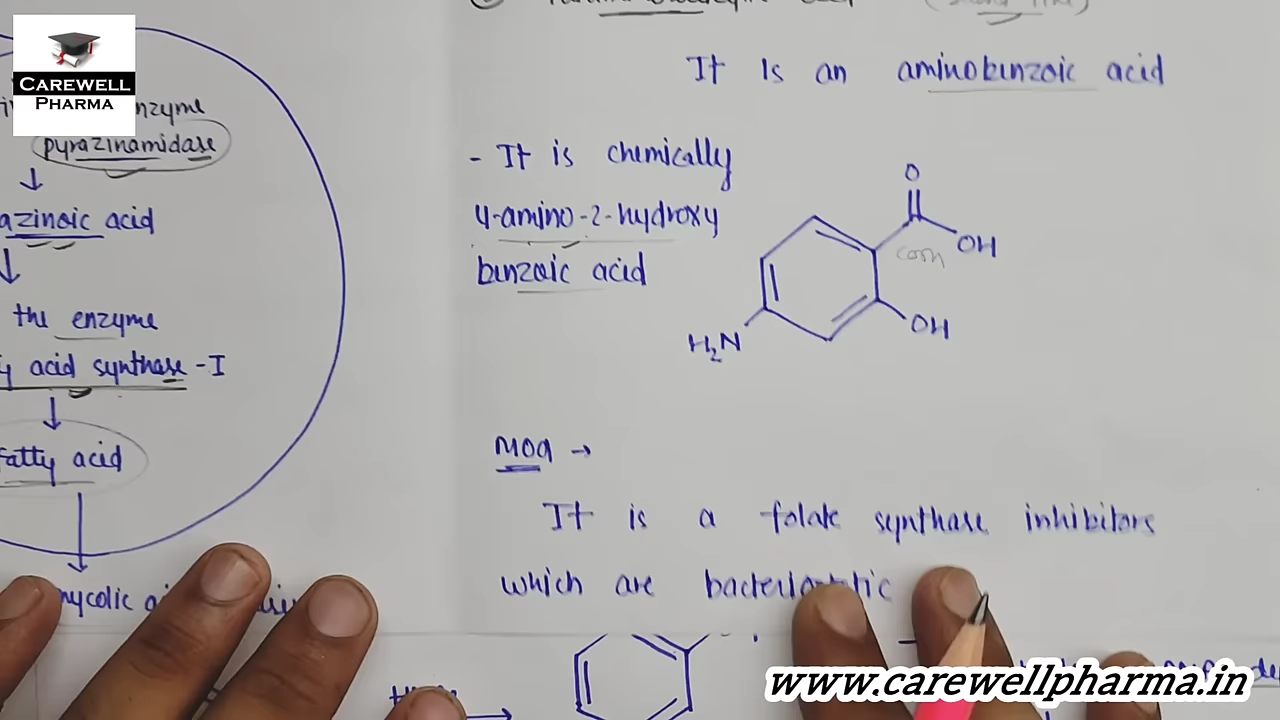 CAREWELL
PHARMA
enzyme
pyrazinamidase
azinoic acid
the enzyme
acid synthase - I
fatty acid
mycolic
It is an aminobenzoic acid
- It is chemically
4-amino-2-hydroxy
benzoic acid
O
OH
COOH
OH
H2N
MOA →
It is a folate synthase inhibitors
which are
www.carewellpharma.in